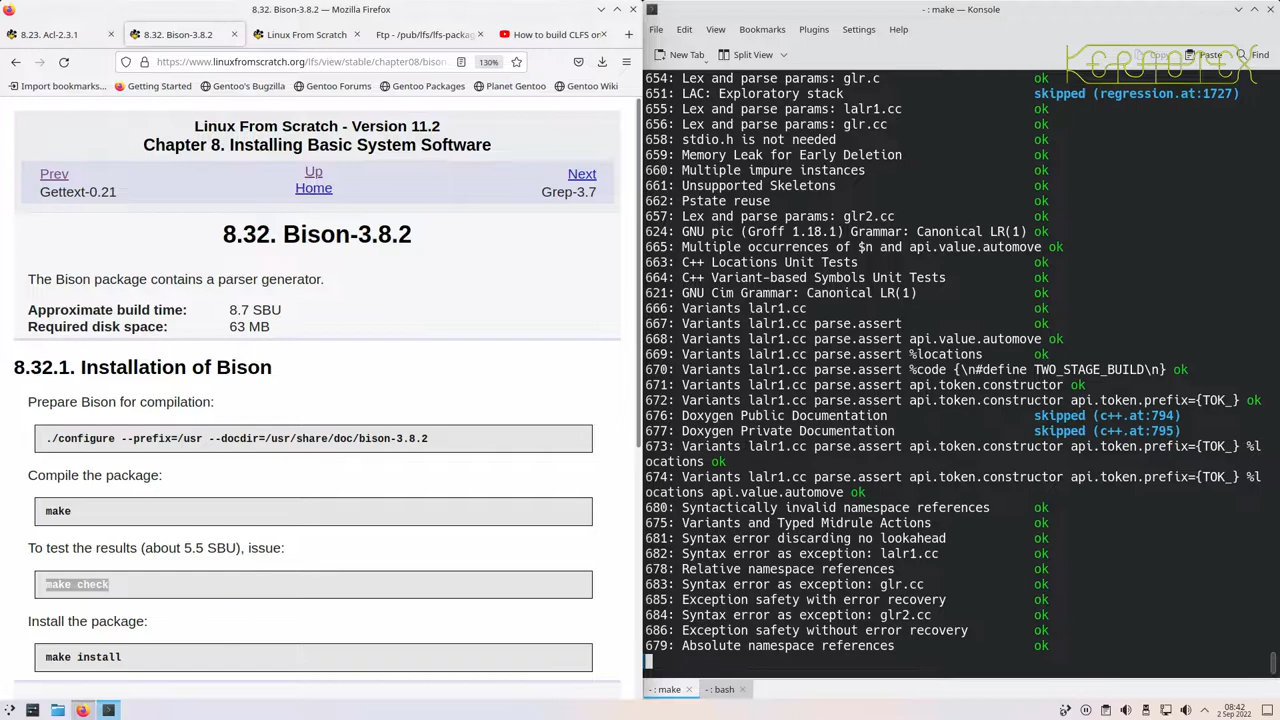 8.32. Bison-3.8.2 — Mozilla Firefox
8.23. Acl-2.3.1
8.32. Bison-3.8.2
Linux From Scratch
Ftp - /pub/lfs/lfs-packag
How to build CLFS on
https://www.linuxfromscratch.org/lfs/view/stable/chapter08/bison
Import bookmarks...
Getting Started
Gentoo's Bugzilla
Gentoo Forums
Gentoo Packages
Planet Gentoo
Gentoo Wiki
Linux From Scratch - Version 11.2
Chapter 8. Installing Basic System Software
Prev
Up
Next
Gettext-0.21
Home
Grep-3.7
8.32. Bison-3.8.2
The Bison package contains a parser generator.
Approximate build time: 8.7 SBU
Required disk space: 63 MB
8.32.1. Installation of Bison
Prepare Bison for compilation:
./configure --prefix=/usr --docdir=/usr/share/doc/bison-3.8.2
Compile the package:
make
To test the results (about 5.5 SBU), issue:
make check
Install the package:
make install
- : make — Konsole
File Edit View Bookmarks Plugins Settings Help
New Tab
Split View
Paste
Find
KERNOTEX
654: Lex and parse params: glr.c ok
651: LAC: Exploratory stack skipped (regression.at:1727)
655: Lex and parse params: lalr1.cc ok
656: Lex and parse params: glr.cc ok
658: stdio.h is not needed ok
659: Memory Leak for Early Deletion ok
660: Multiple impure instances ok
661: Unsupported Skeletons ok
662: Pstate reuse ok
657: Lex and parse params: glr2.cc ok
624: GNU pic (Groff 1.18.1) Grammar: Canonical LR(1) ok
665: Multiple occurrences of $n and api.value.automove ok
663: C++ Locations Unit Tests ok
664: C++ Variant-based Symbols Unit Tests ok
621: GNU Cim Grammar: Canonical LR(1) ok
666: Variants lalr1.cc ok
667: Variants lalr1.cc parse.assert ok
668: Variants lalr1.cc parse.assert api.value.automove ok
669: Variants lalr1.cc parse.assert %locations ok
670: Variants lalr1.cc parse.assert %code {\n#define TWO_STAGE_BUILD\n} ok
671: Variants lalr1.cc parse.assert api.token.constructor ok
672: Variants lalr1.cc parse.assert api.token.constructor api.token.prefix={TOK_} ok
676: Doxygen Public Documentation skipped (c++.at:794)
677: Doxygen Private Documentation skipped (c++.at:795)
673: Variants lalr1.cc parse.assert api.token.constructor api.token.prefix={TOK_} %l
ocations ok
674: Variants lalr1.cc parse.assert api.token.constructor api.token.prefix={TOK_} %l
ocations api.value.automove ok
680: Syntactically invalid namespace references ok
675: Variants and Typed Midrule Actions ok
681: Syntax error discarding no lookahead ok
682: Syntax error as exception: lalr1.cc ok
678: Relative namespace references ok
683: Syntax error as exception: glr.cc ok
685: Exception safety with error recovery ok
684: Syntax error as exception: glr2.cc ok
686: Exception safety without error recovery ok
679: Absolute namespace references ok
- : make
- : bash
08:42
2 Sep 2022